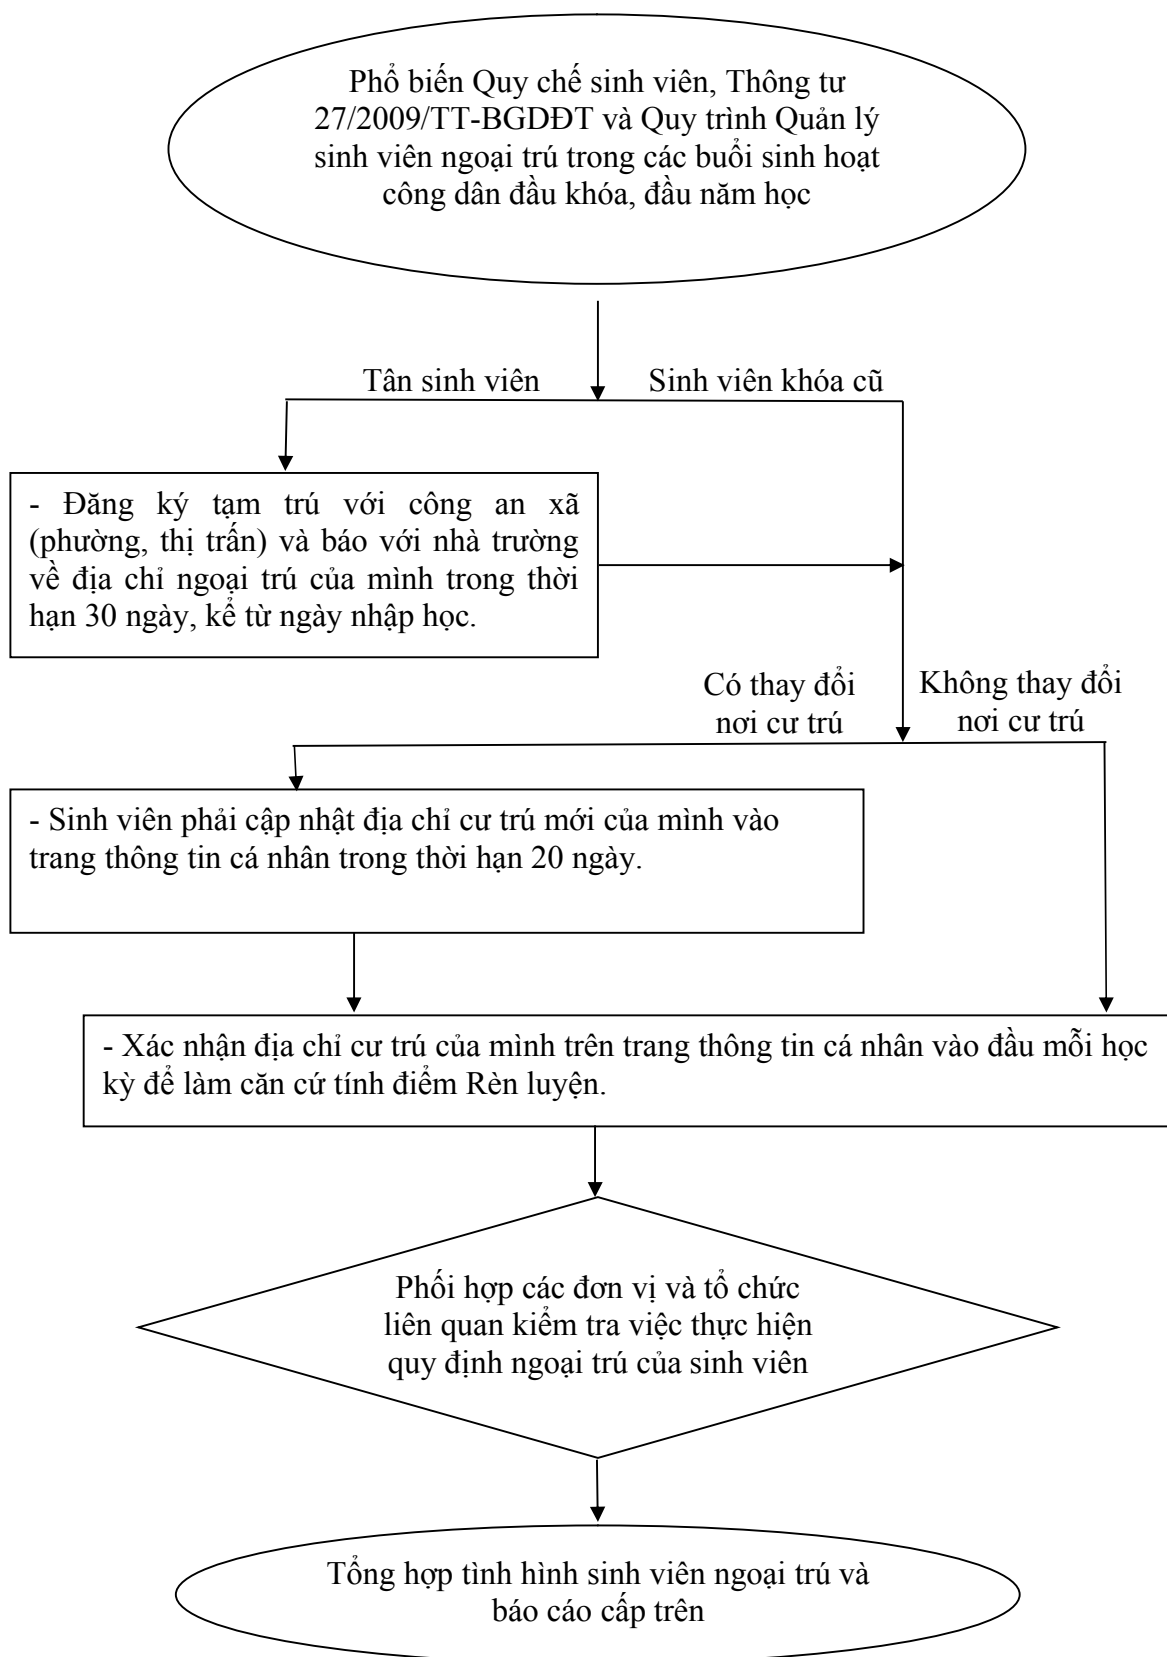 Phổ biến Quy chế sinh viên, Thông tư
27/2009/TT-BGDĐT và Quy trình Quản lý
sinh viên ngoại trú trong các buổi sinh hoạt
công dân đầu khóa, đầu năm học
Tân sinh viên
Sinh viên khóa cũ
- Đăng ký tạm trú với công an xã
(phường, thị trấn) và báo với nhà trường
về địa chỉ ngoại trú của mình trong thời
hạn 30 ngày, kể từ ngày nhập học.
Có thay đổi
nơi cư trú
Không thay đổi
nơi cư trú
- Sinh viên phải cập nhật địa chỉ cư trú mới của mình vào
trang thông tin cá nhân trong thời hạn 20 ngày.
- Xác nhận địa chỉ cư trú của mình trên trang thông tin cá nhân vào đầu mỗi học
kỳ để làm căn cứ tính điểm Rèn luyện.
Phối hợp các đơn vị và tổ chức
liên quan kiểm tra việc thực hiện
quy định ngoại trú của sinh viên
Tổng hợp tình hình sinh viên ngoại trú và
báo cáo cấp trên